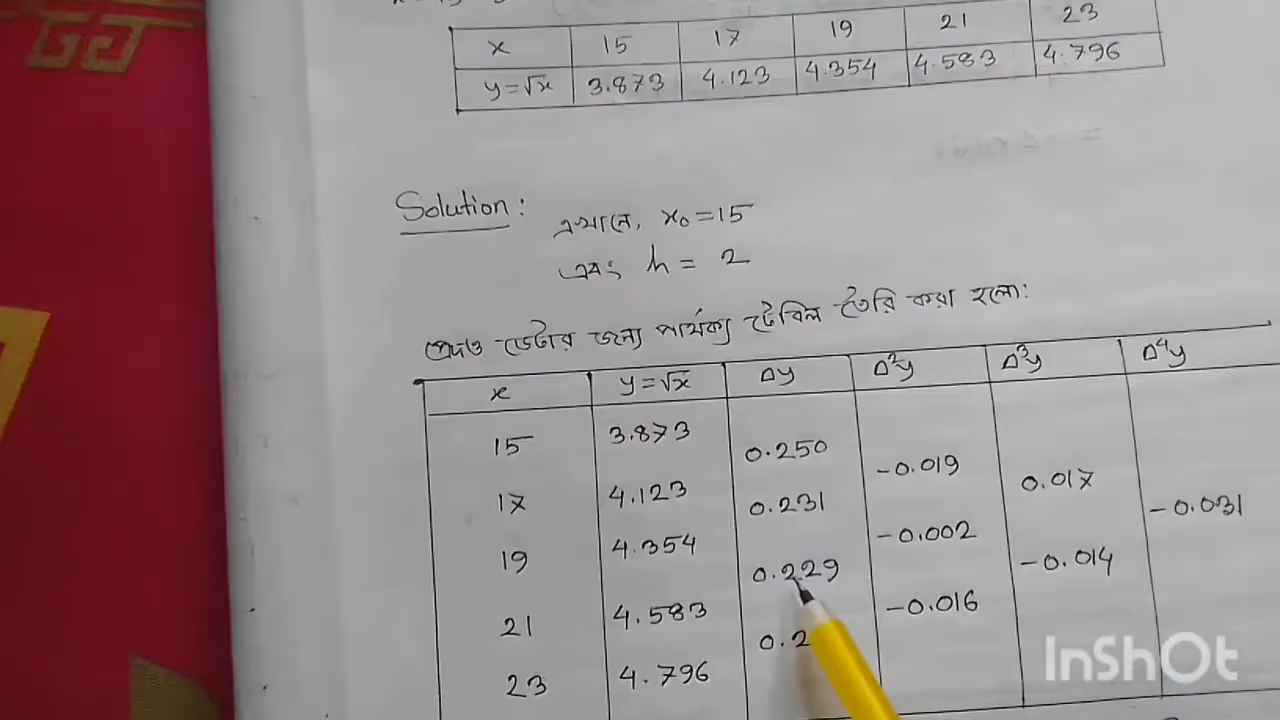 x 15 17 19 21 23
y=√x 3.873 4.123 4.354 4.583 4.796
Solution: এখানে, x₀ = 15
এবং h = 2
প্রদত্ত ডেটার জন্য পার্থক্য টেবিল তৈরি করা হলো:
x y=√x Δy Δ²y Δ³y Δ⁴y
15 3.873
0.250
-0.019
17 4.123
0.017
0.231
-0.031
-0.002
19 4.354
-0.014
0.229
-0.016
21 4.583
0.2
23 4.796
InShOt